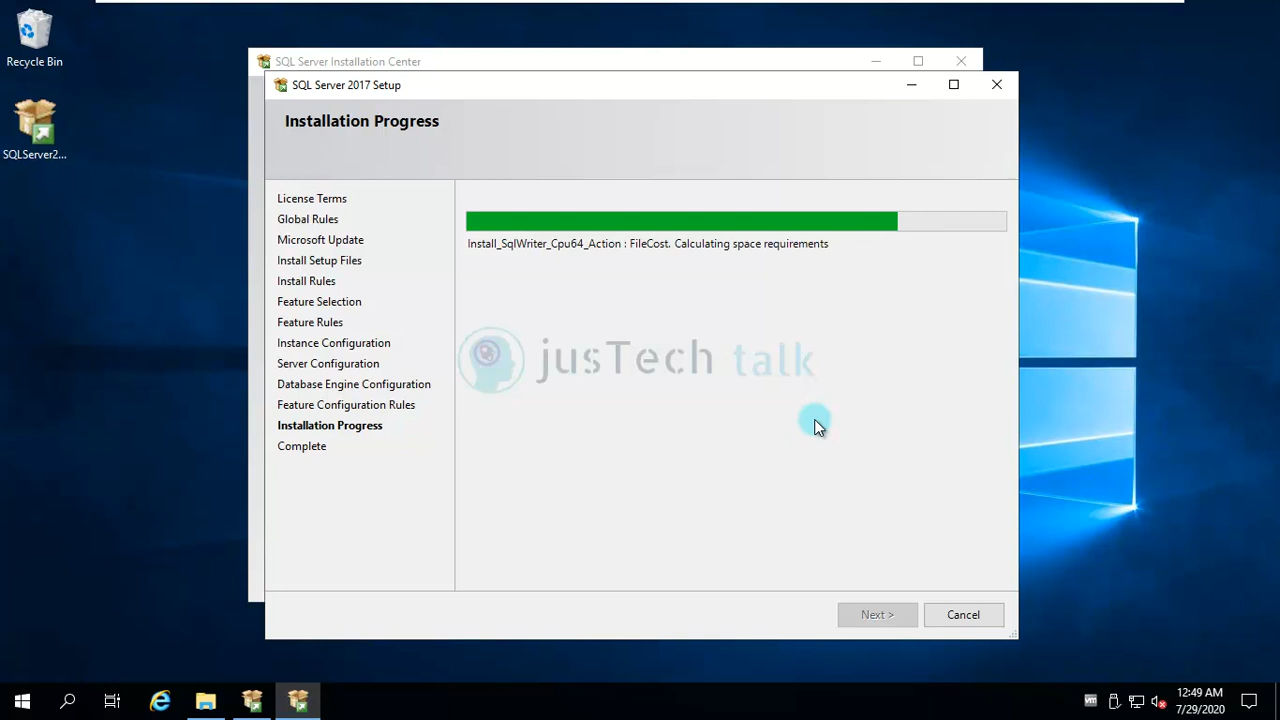 Recycle Bin
SQLServer2...
SQL Server Installation Center
SQL Server 2017 Setup
Installation Progress
License Terms
Global Rules
Microsoft Update
Install Setup Files
Install Rules
Feature Selection
Feature Rules
Instance Configuration
Server Configuration
Database Engine Configuration
Feature Configuration Rules
Installation Progress
Complete
Install_SqlWriter_Cpu64_Action : FileCost. Calculating space requirements
jusTech talk
Next >
Cancel
vm
12:49 AM
7/29/2020